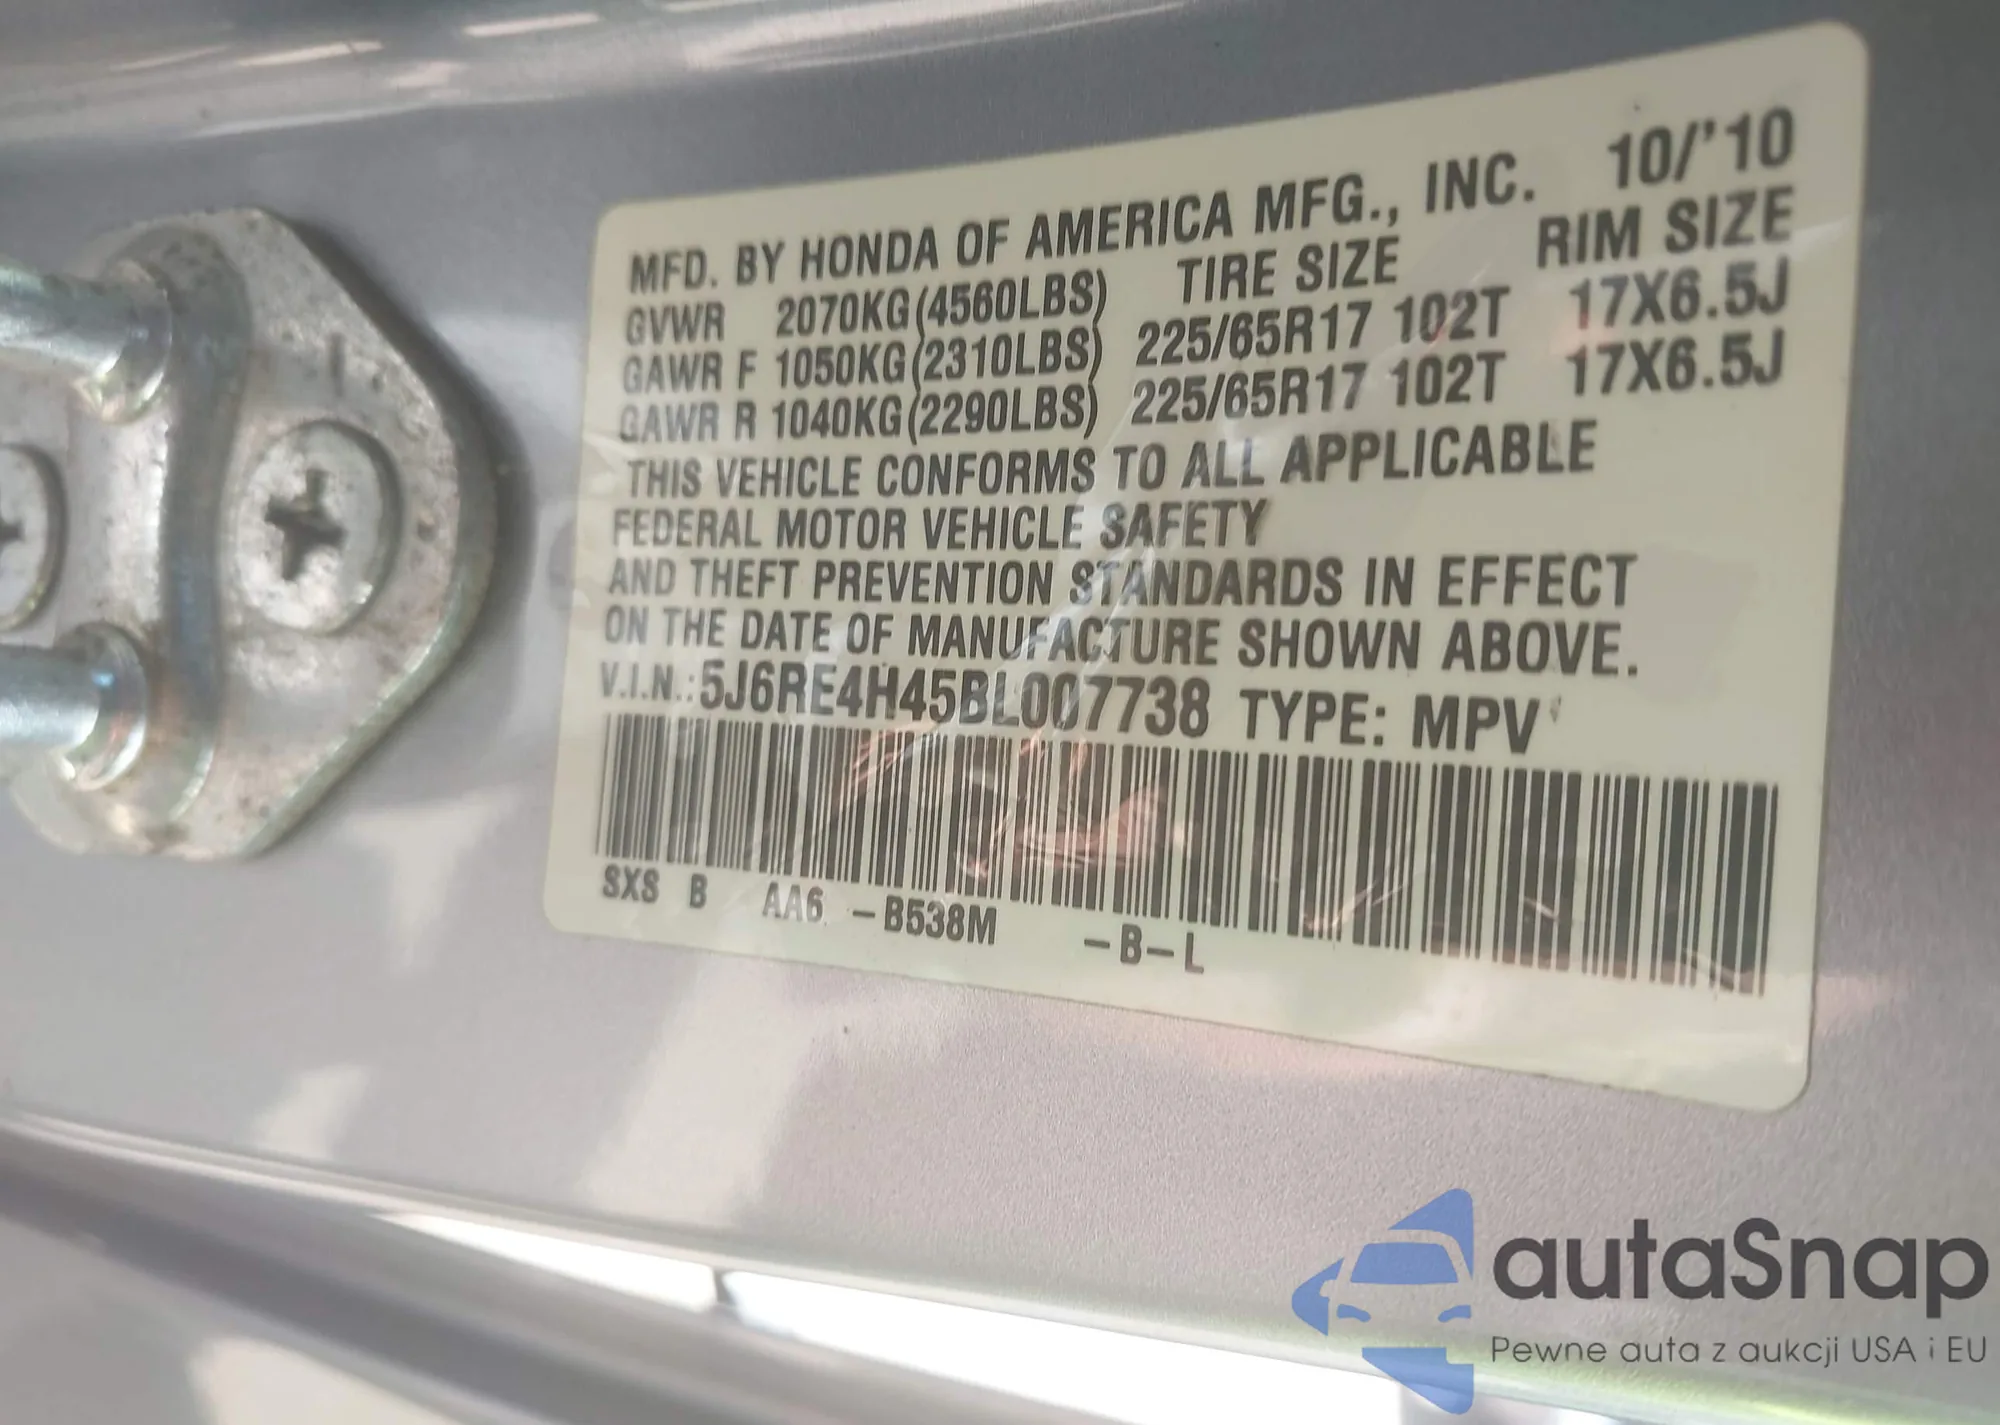 MFD. BY HONDA OF AMERICA MFG., INC. 10/'10
GVWR 2070KG(4560LBS) TIRE SIZE RIM SIZE
GAWR F 1050KG(2310LBS) 225/65R17 102T 17X6.5J
GAWR R 1040KG(2290LBS) 225/65R17 102T 17X6.5J
THIS VEHICLE CONFORMS TO ALL APPLICABLE
FEDERAL MOTOR VEHICLE SAFETY
AND THEFT PREVENTION STANDARDS IN EFFECT
ON THE DATE OF MANUFACTURE SHOWN ABOVE.
V.I.N.:5J6RE4H45BL007738 TYPE: MPV
SXS B AA6 -B538M -B-L
autaSnap
Pewne auta z aukcji USA i EU